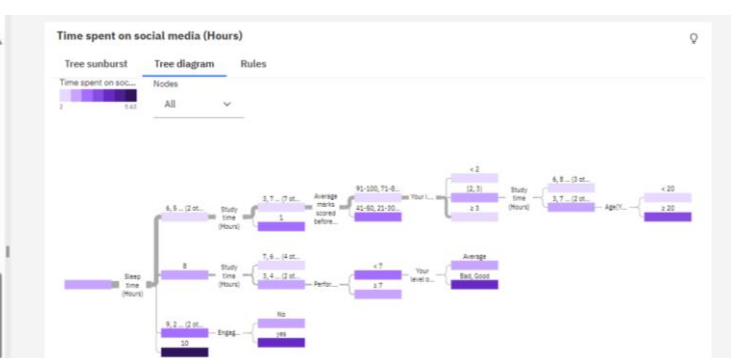 Time spent on social media (Hours)
Tree sunburst Tree diagram Rules
Time spent on soc... Nodes
All
2
< 2
91-100, 71-8... (2, 3) Study time (Hours) 6, 8 ... (3 ot... < 20
6, 5 ... (2 ot... Study time (Hours) 3, 7 ... (7 ot... Average marks scored before... Your i... 3, 7 ... (2 ot... Age(Y...
1 41-60, 21-30... ≥ 3 ≥ 20
Sleep time (Hours) 8 Study time (Hours) 7, 6 ... (4 ot... < 7 Your level o... Average
3, 4 ... (2 ot... Perfor... ≥ 7 Bad, Good
9, 2 ... (2 ot... Engag... No
10 yes